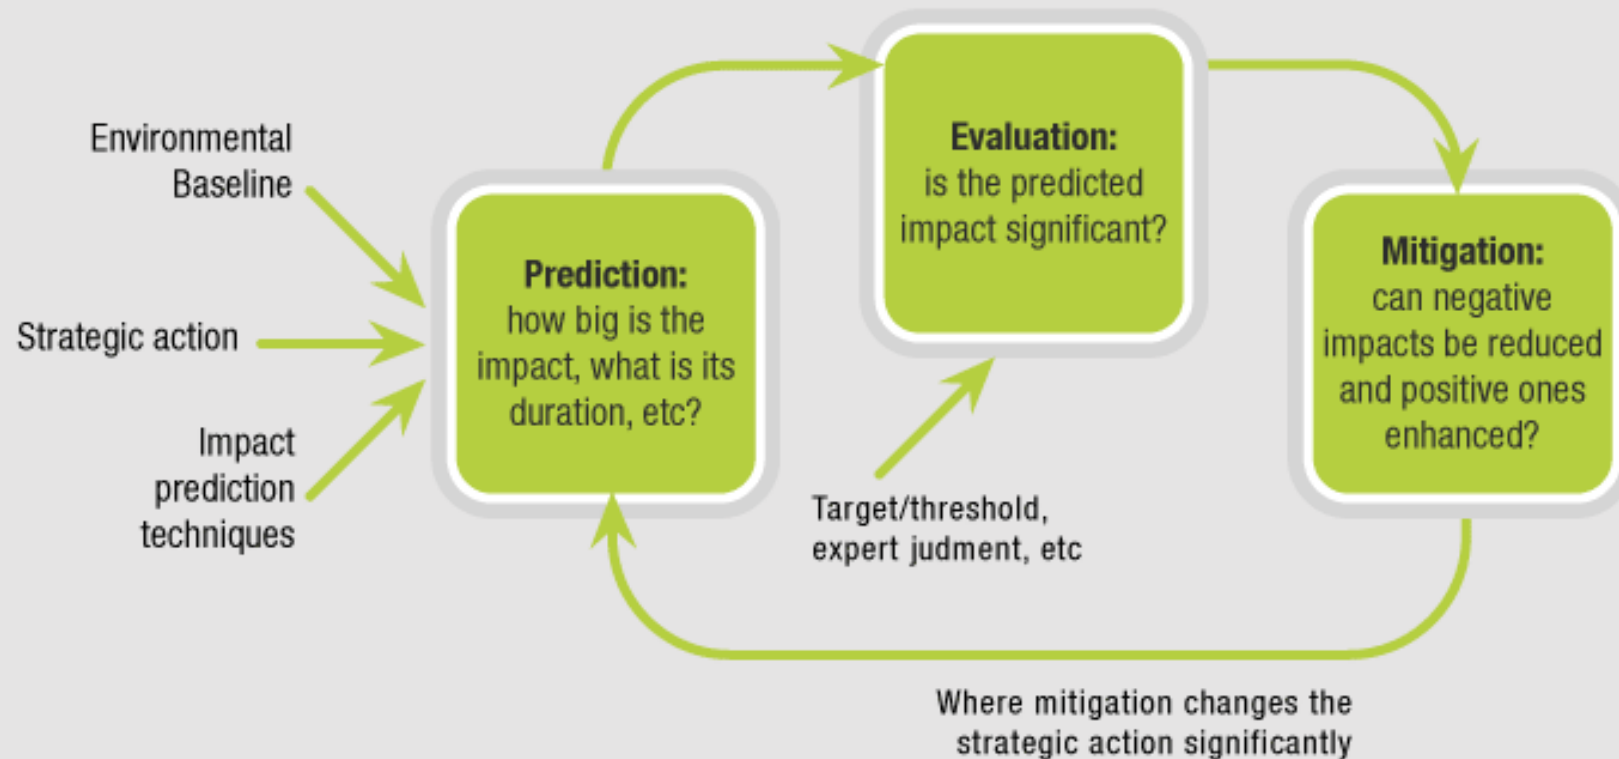 Environmental
Baseline
Strategic action
Impact
prediction
techniques
Prediction:
how big is the
impact, what is its
duration, etc?
Evaluation:
is the predicted
impact significant?
Target/threshold,
expert judment, etc
Mitigation:
can negative
impacts be reduced
and positive ones
enhanced?
Where mitigation changes the
strategic action significantly